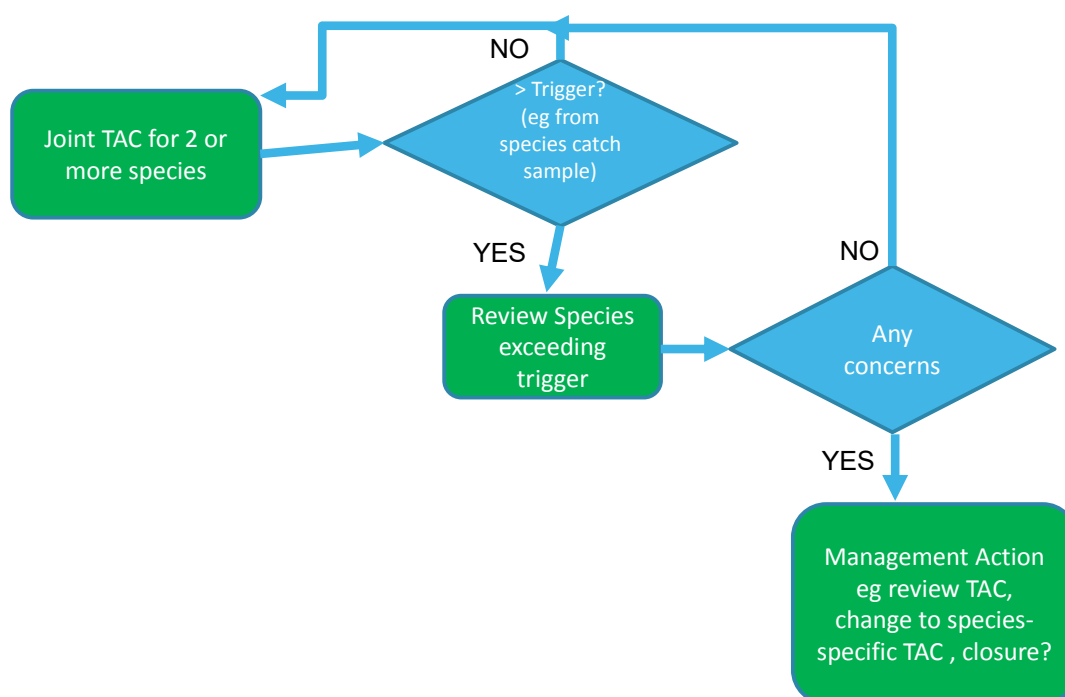 NO
> Trigger?
(eg from
species catch
sample)
Joint TAC for 2 or
more species
YES
NO
Review Species
exceeding
trigger
Any
concerns
YES
Management Action
eg review TAC,
change to species-
specific TAC , closure?